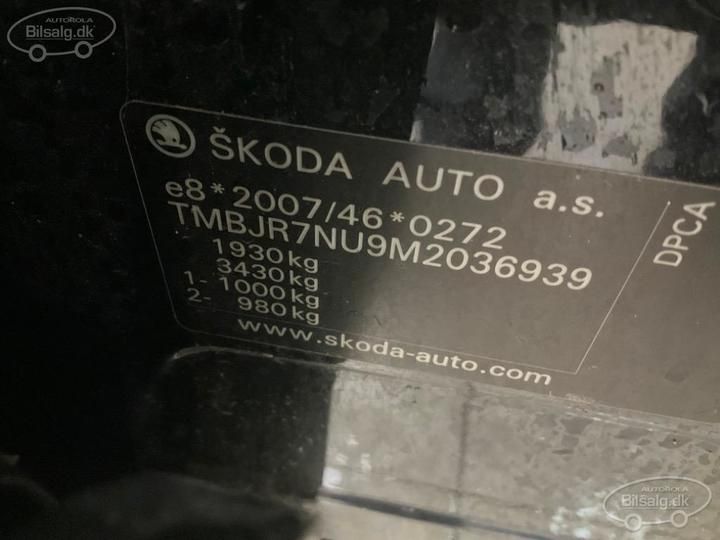 AUTOROLA
Bilsalg.dk
ŠKODA AUTO a.s.
e8*2007/46*0272
TMBJR7NU9M2036939
1930kg
3430kg
1- 1000kg
2- 980kg
www.skoda-auto.com
DPCA
AUTOROLA
Bilsalg.dk